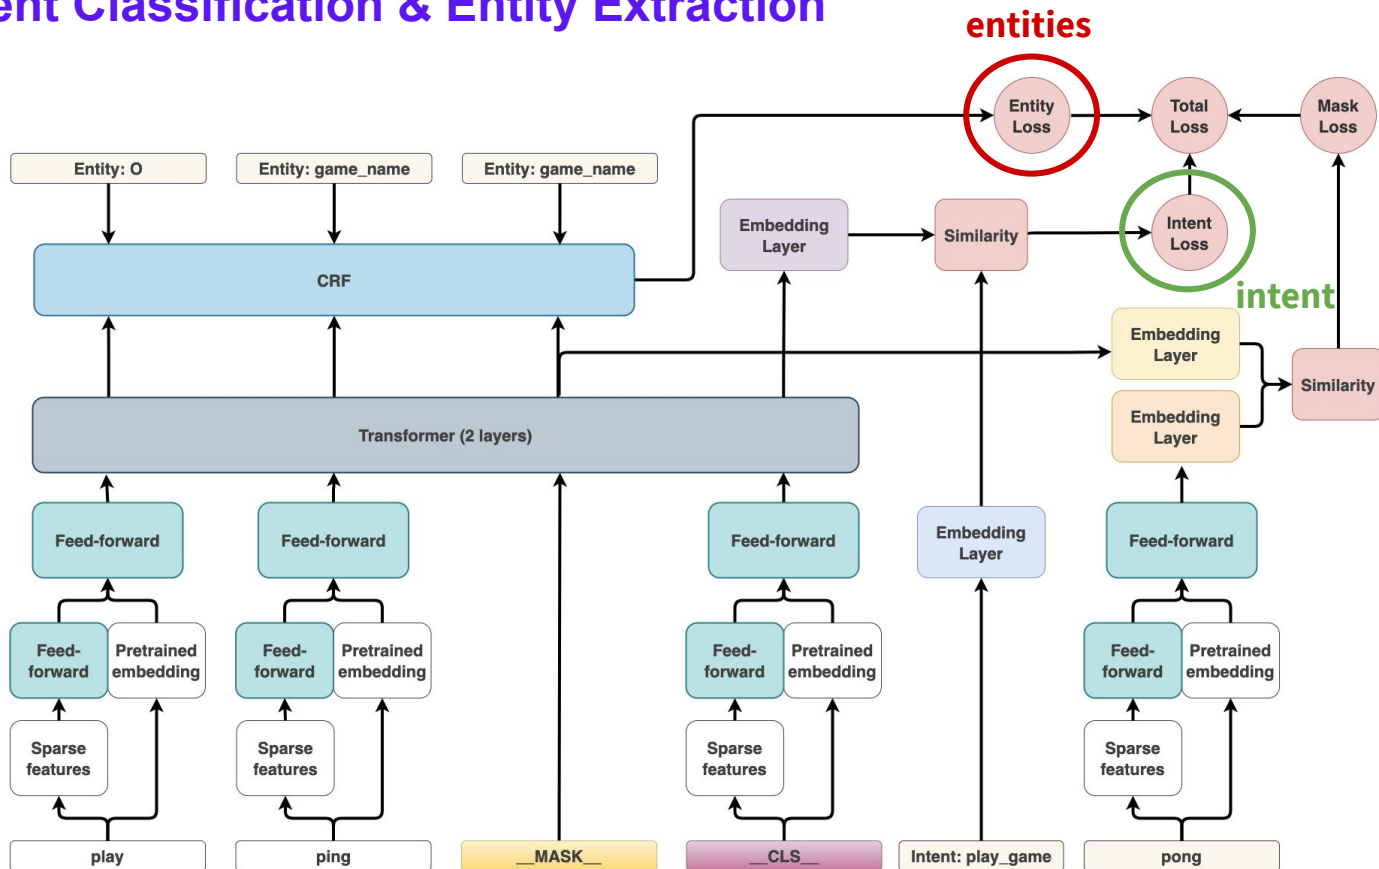 ent Classification & Entity Extraction
entities
Entity
Loss
Total
Loss
Mask
Loss
Entity: O
Entity: game_name
Entity: game_name
Embedding
Layer
Similarity
Intent
Loss
CRF
intent
Embedding
Layer
Similarity
Embedding
Layer
Transformer (2 layers)
Feed-forward
Feed-forward
Feed-forward
Embedding
Layer
Feed-forward
Feed-
forward
Pretrained
embedding
Feed-
forward
Pretrained
embedding
Feed-
forward
Pretrained
embedding
Feed-
forward
Pretrained
embedding
Sparse
features
Sparse
features
Sparse
features
Sparse
features
play
ping
__MASK__
__CLS__
Intent: play_game
pong